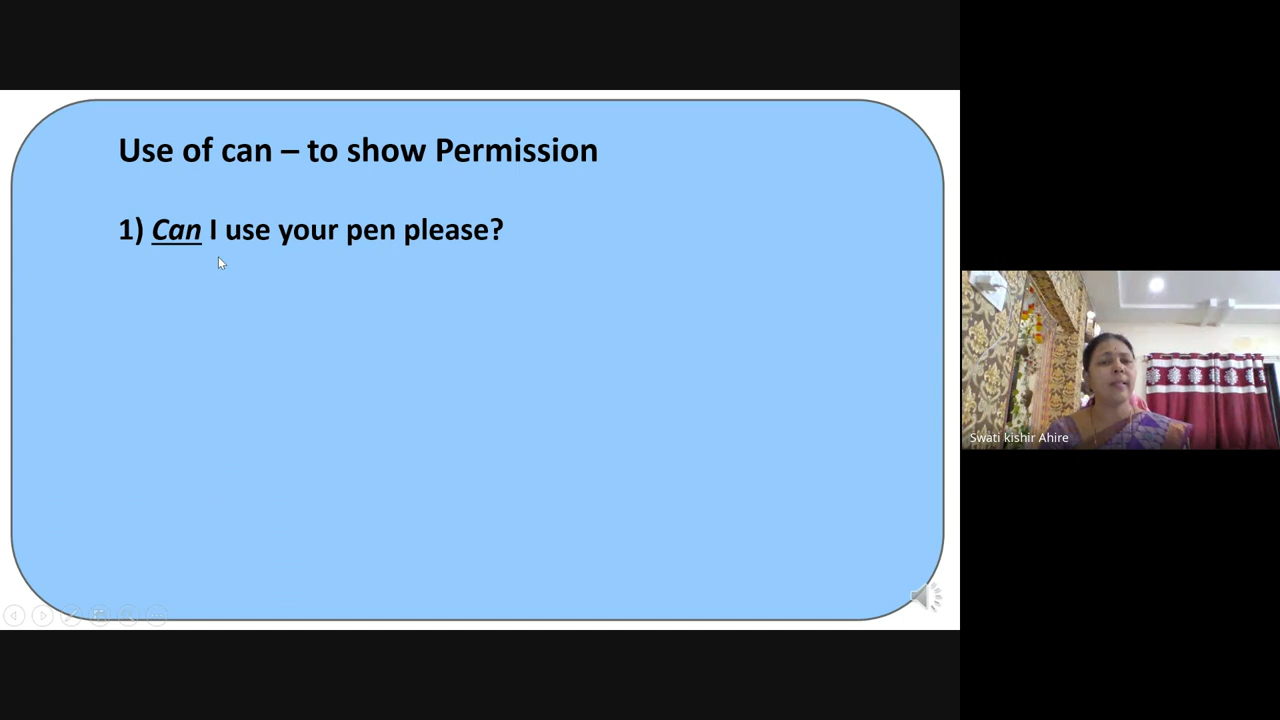 Use of can – to show Permission
1) Can I use your pen please?
Swati kishir Ahire